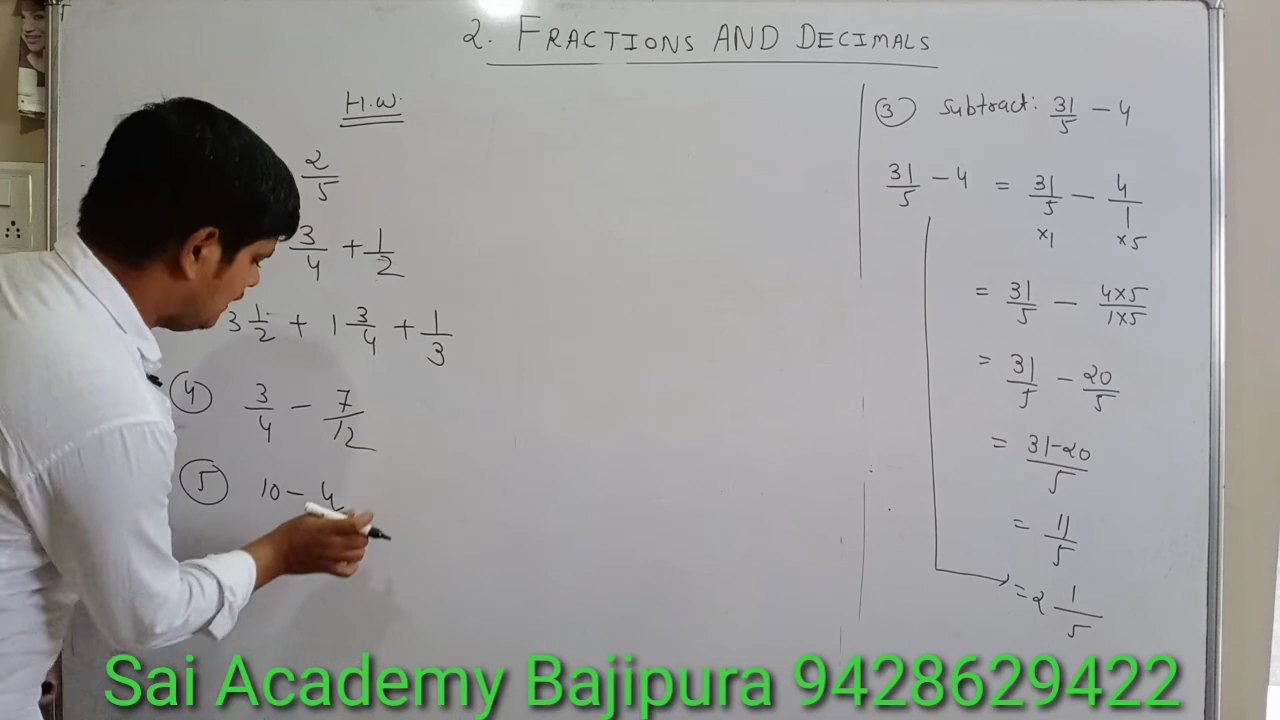 2. FRACTIONS AND DECIMALS
H.W.
2/5
3/4 + 1/2
3 1/2 + 1 3/4 + 1/3
④ 3/4 - 7/12
⑤ 10 - 4
③ Subtract: 31/5 - 4
31/5 - 4 = 31/5 - 4/1
×1 ×5
= 31/5 - 4×5/1×5
= 31/5 - 20/5
= 31-20/5
= 11/5
= 2 1/5
Sai Academy Bajipura 9428629422